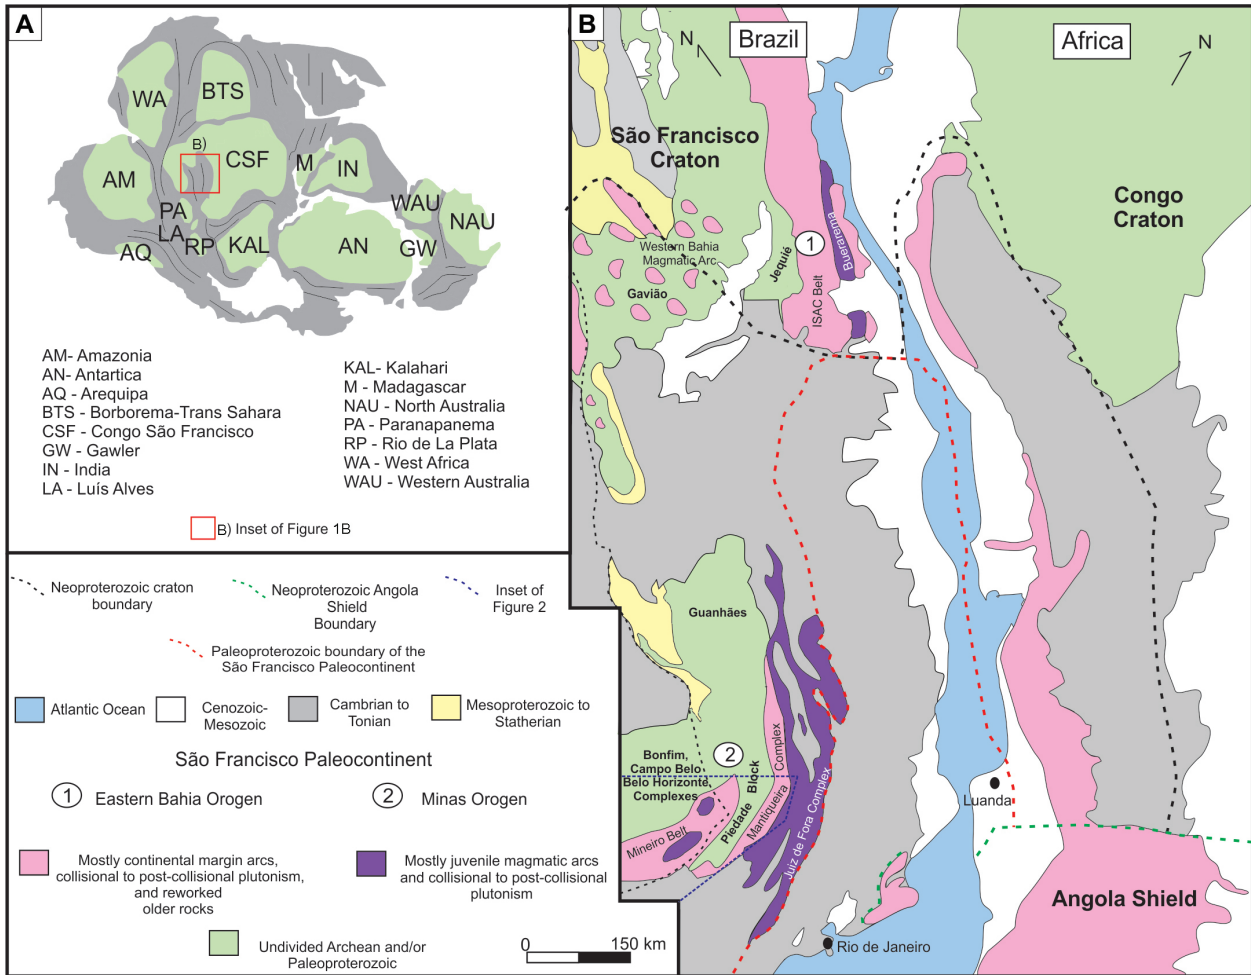 A
WA
BTS
B)
CSF
M
IN
AM
WAU
NAU
PA
LA
RP
KAL
AN
GW
AQ
AM- Amazonia
AN- Antartica
AQ - Arequipa
BTS - Borborema-Trans Sahara
CSF - Congo São Francisco
GW - Gawler
IN - India
LA - Luís Alves
KAL- Kalahari
M - Madagascar
NAU - North Australia
PA - Paranapanema
RP - Rio de La Plata
WA - West Africa
WAU - Western Australia
B) Inset of Figure 1B
Neoproterozoic craton
boundary
Neoproterozoic Angola
Shield
Boundary
Inset of
Figure 2
Paleoproterozoic boundary of the
São Francisco Paleocontinent
Atlantic Ocean
Cenozoic-
Mesozoic
Cambrian to
Tonian
Mesoproterozoic to
Statherian
São Francisco Paleocontinent
1 Eastern Bahia Orogen
2 Minas Orogen
Mostly continental margin arcs,
collisional to post-collisional plutonism,
and reworked
older rocks
Mostly juvenile magmatic arcs
and collisional to post-collisional
plutonism
Undivided Archean and/or
Paleoproterozoic
0 150 km
B
N
Brazil
Africa
N
São Francisco
Craton
Congo
Craton
Western Bahia
Magmatic Arc
Gavião
Jequié
1
ISAC Belt
Buerarema
Guanhães
Bonfim,
Campo Belo
Belo Horizonte,
Complexes
2
Mineiro Belt
Piedade Block
Mantiqueira Complex
Juiz de Fora Complex
Luanda
Angola Shield
Rio de Janeiro